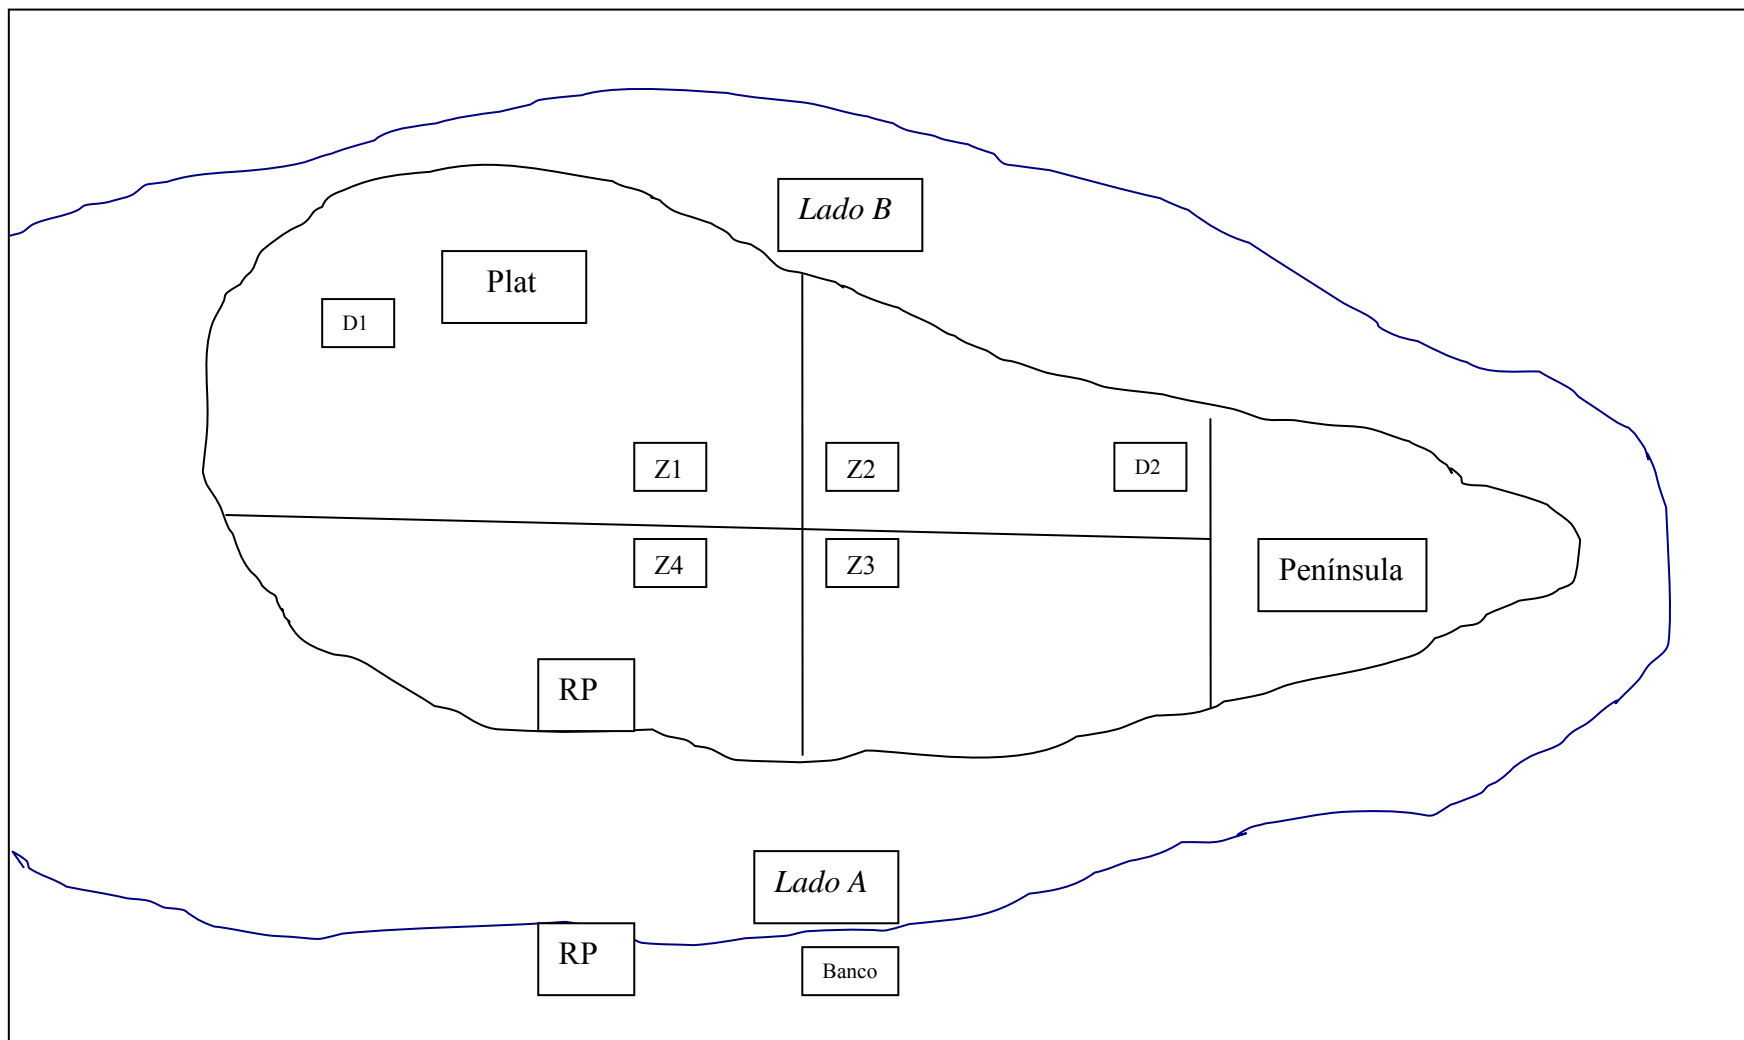 Lado B
Plat
D1
Z1
Z2
D2
Z4
Z3
Península
RP
Lado A
RP
Banco